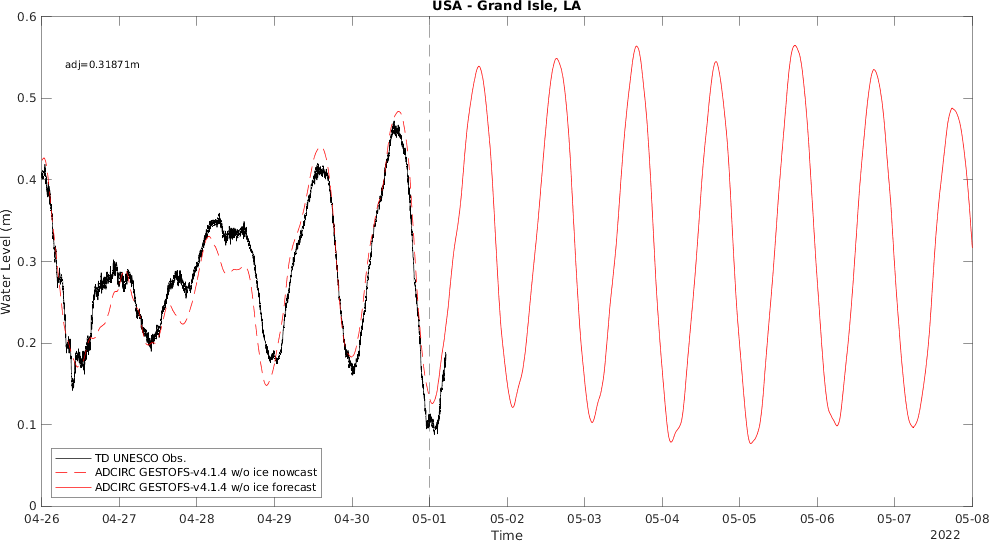 USA - Grand Isle, LA
adj=0.31871m
0.6
0.5
0.4
0.3
0.2
0.1
0
Water Level (m)
TD UNESCO Obs.
ADCIRC GESTOFS-v4.1.4 w/o ice nowcast
ADCIRC GESTOFS-v4.1.4 w/o ice forecast
04-26 04-27 04-28 04-29 04-30 05-01 05-02 05-03 05-04 05-05 05-06 05-07 05-08
Time
2022